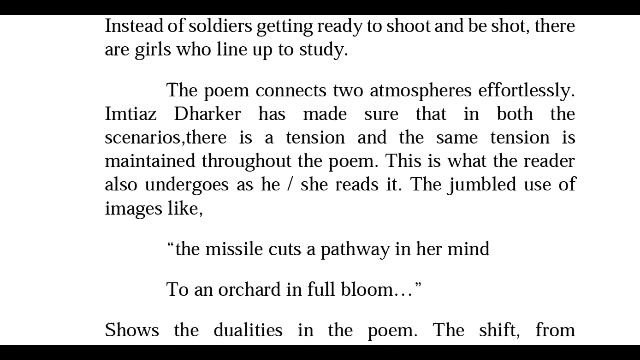 Instead of soldiers getting ready to shoot and be shot, there
are girls who line up to study.
The poem connects two atmospheres effortlessly.
Imtiaz Dharker has made sure that in both the
scenarios,there is a tension and the same tension is
maintained throughout the poem. This is what the reader
also undergoes as he / she reads it. The jumbled use of
images like,
“the missile cuts a pathway in her mind
To an orchard in full bloom…”
Shows the dualities in the poem. The shift, from